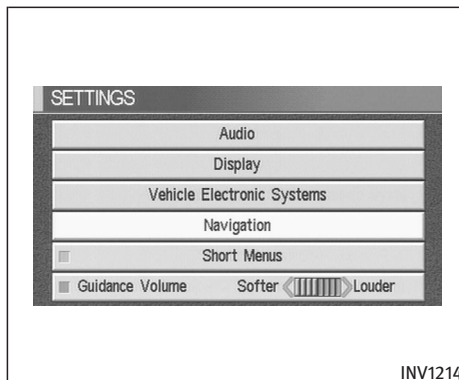 SETTINGS
Audio
Display
Vehicle Electronic Systems
Navigation
Short Menus
Guidance Volume Softer Louder
INV1214